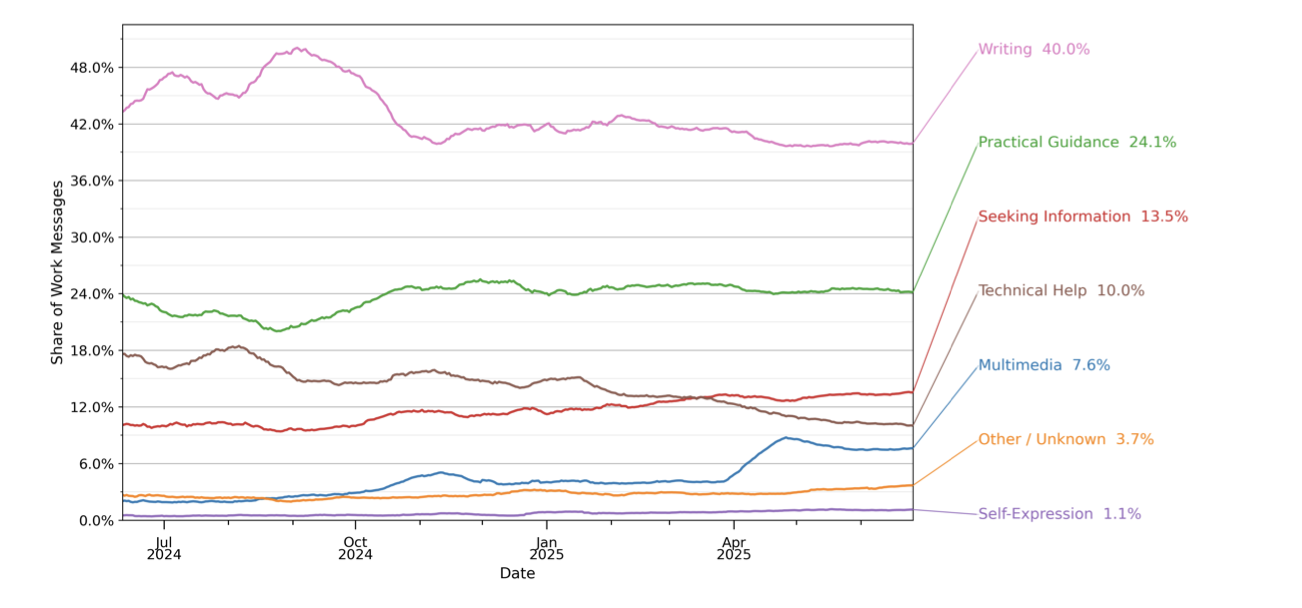 48.0%
42.0%
36.0%
30.0%
24.0%
18.0%
12.0%
6.0%
0.0%
Share of Work Messages
Jul
2024
Oct
2024
Jan
2025
Apr
2025
Date
Writing 40.0%
Practical Guidance 24.1%
Seeking Information 13.5%
Technical Help 10.0%
Multimedia 7.6%
Other / Unknown 3.7%
Self-Expression 1.1%